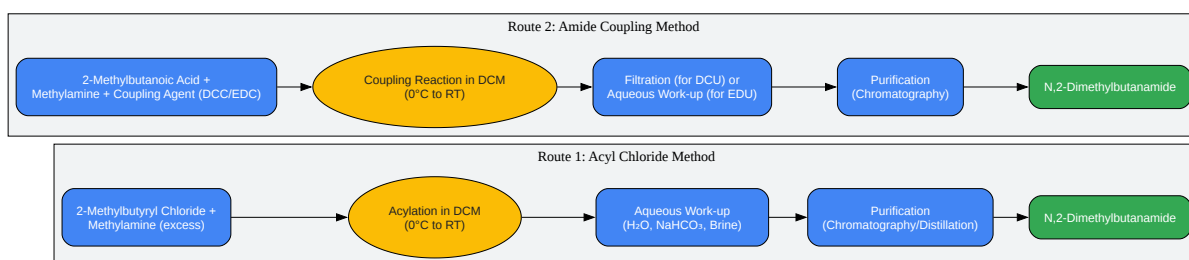 Route 2: Amide Coupling Method
2-Methylbutanoic Acid +
Methylamine + Coupling Agent (DCC/EDC)
Coupling Reaction in DCM
(0°C to RT)
Filtration (for DCU) or
Aqueous Work-up (for EDU)
Purification
(Chromatography)
N,2-Dimethylbutanamide
Route 1: Acyl Chloride Method
2-Methylbutyryl Chloride +
Methylamine (excess)
Acylation in DCM
(0°C to RT)
Aqueous Work-up
(H₂O, NaHCO₃, Brine)
Purification
(Chromatography/Distillation)
N,2-Dimethylbutanamide